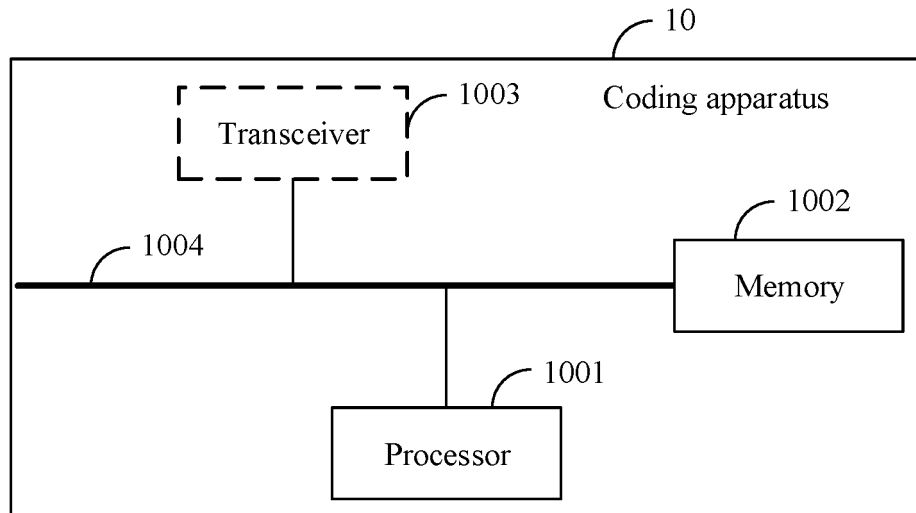 10
1003
Coding apparatus
Transceiver
1002
1004
Memory
1001
Processor